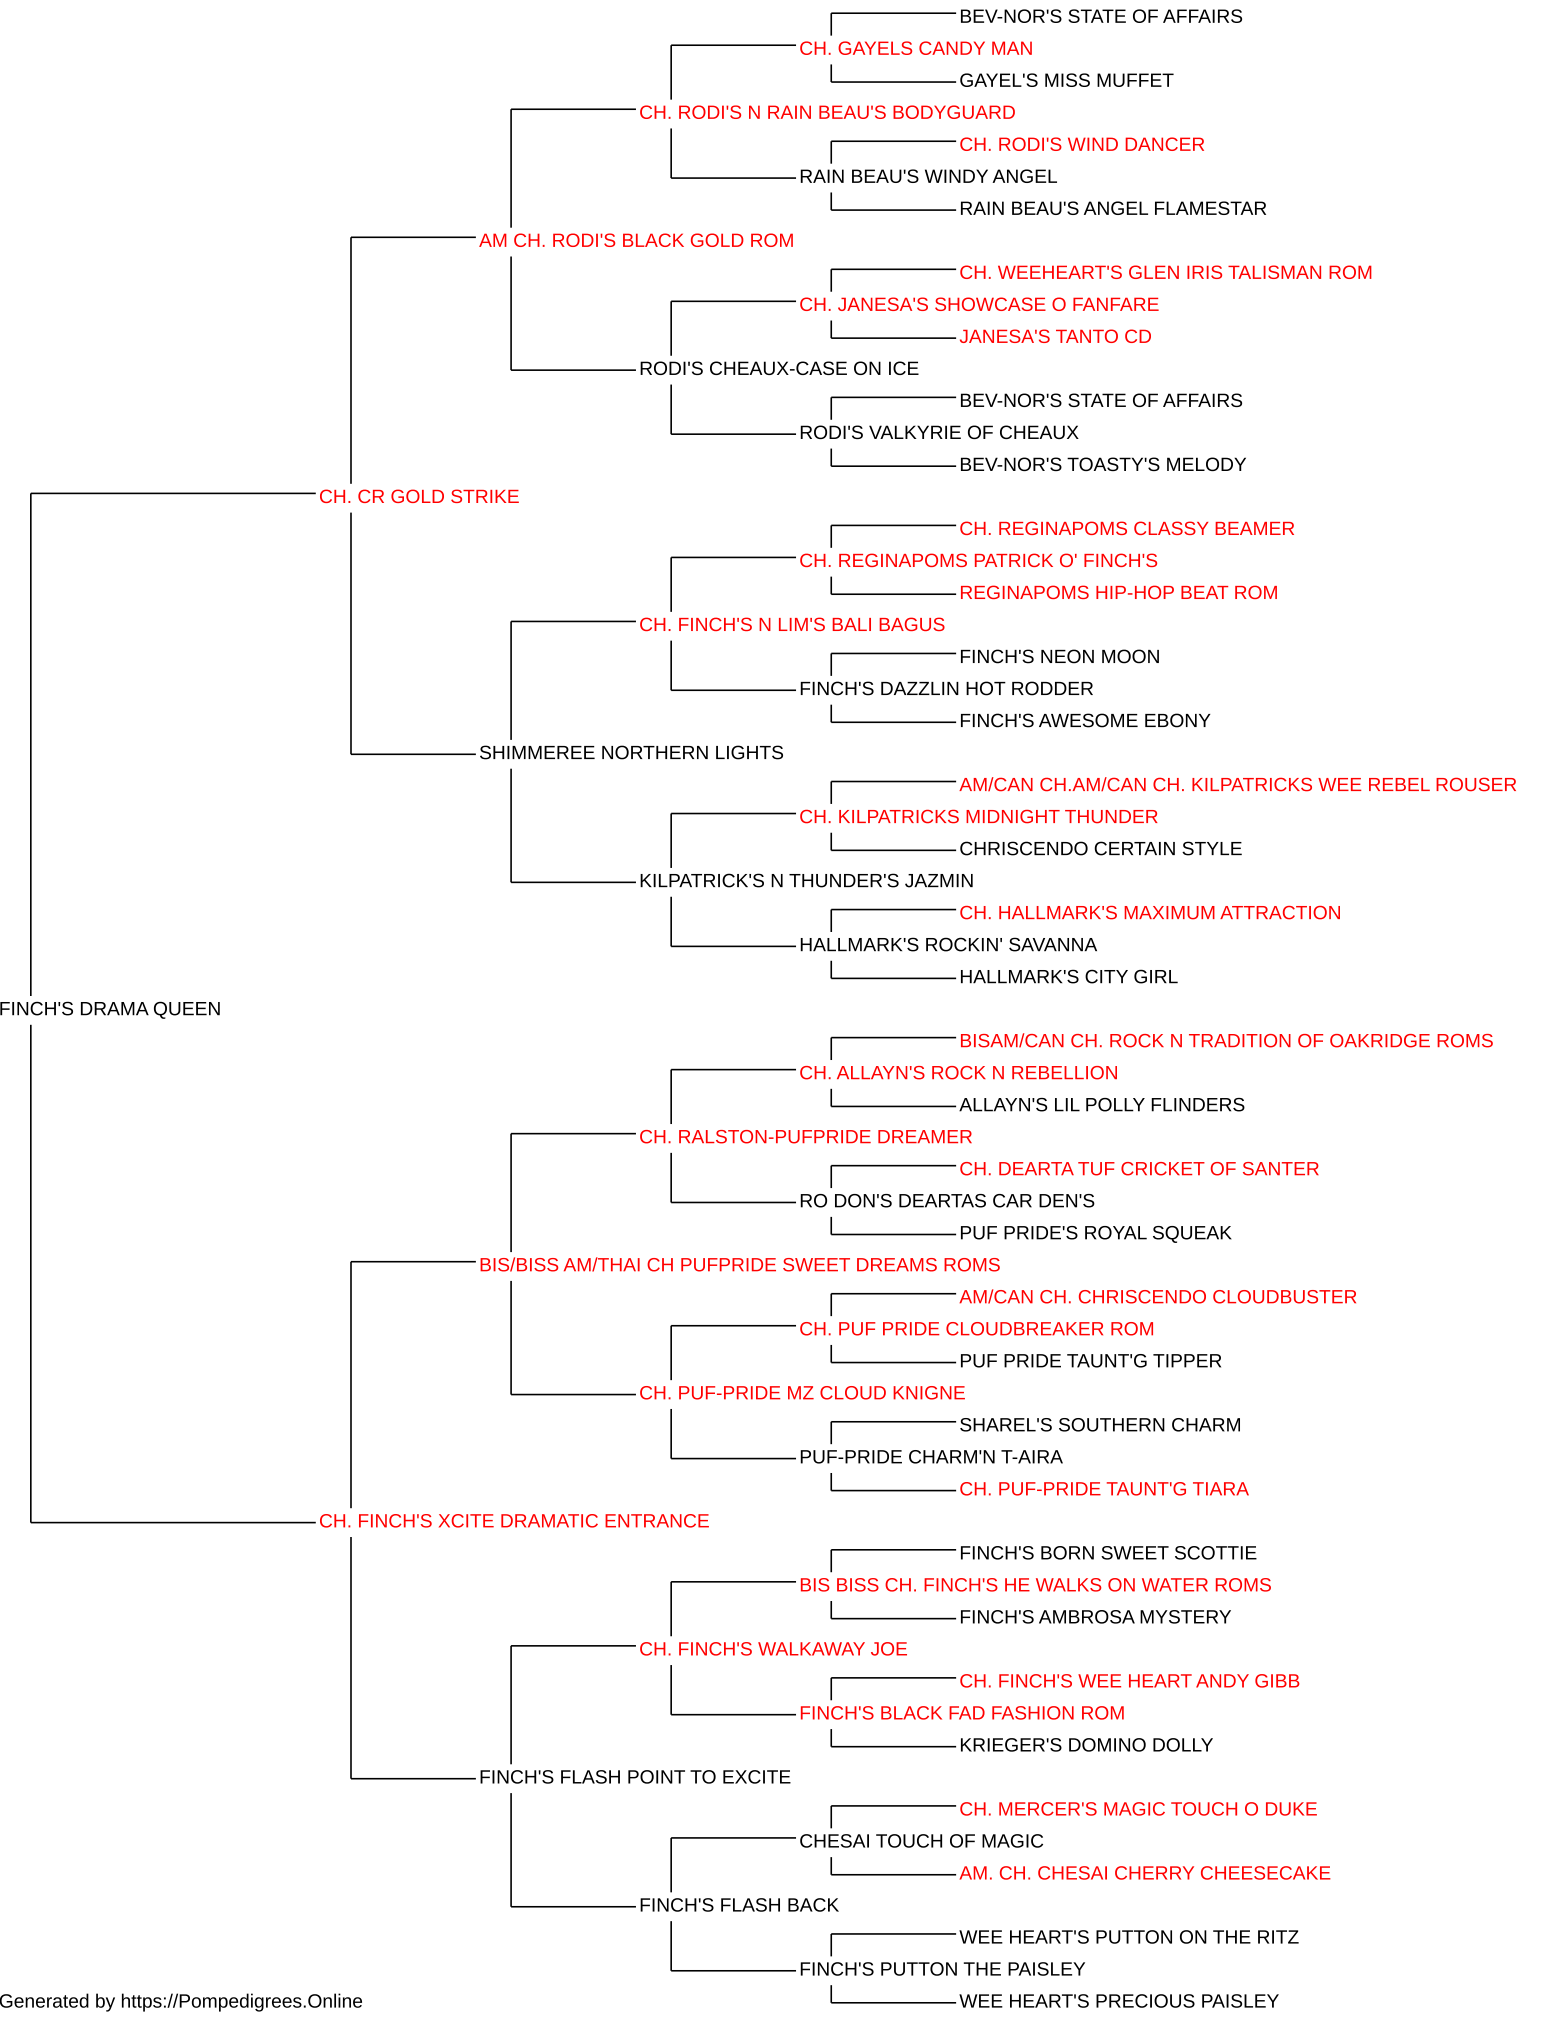 BEV-NOR'S STATE OF AFFAIRS
CH. GAYELS CANDY MAN
GAYEL'S MISS MUFFET
CH. RODI'S N RAIN BEAU'S BODYGUARD
CH. RODI'S WIND DANCER
RAIN BEAU'S WINDY ANGEL
RAIN BEAU'S ANGEL FLAMESTAR
AM CH. RODI'S BLACK GOLD ROM
CH. WEEHEART'S GLEN IRIS TALISMAN ROM
CH. JANESA'S SHOWCASE O FANFARE
JANESA'S TANTO CD
RODI'S CHEAUX-CASE ON ICE
BEV-NOR'S STATE OF AFFAIRS
RODI'S VALKYRIE OF CHEAUX
BEV-NOR'S TOASTY'S MELODY
CH. CR GOLD STRIKE
CH. REGINAPOMS CLASSY BEAMER
CH. REGINAPOMS PATRICK O' FINCH'S
REGINAPOMS HIP-HOP BEAT ROM
CH. FINCH'S N LIM'S BALI BAGUS
FINCH'S NEON MOON
FINCH'S DAZZLIN HOT RODDER
FINCH'S AWESOME EBONY
SHIMMEREE NORTHERN LIGHTS
AM/CAN CH.AM/CAN CH. KILPATRICKS WEE REBEL ROUSER
CH. KILPATRICKS MIDNIGHT THUNDER
CHRISCENDO CERTAIN STYLE
KILPATRICK'S N THUNDER'S JAZMIN
CH. HALLMARK'S MAXIMUM ATTRACTION
HALLMARK'S ROCKIN' SAVANNA
HALLMARK'S CITY GIRL
FINCH'S DRAMA QUEEN
BISAM/CAN CH. ROCK N TRADITION OF OAKRIDGE ROMS
CH. ALLAYN'S ROCK N REBELLION
ALLAYN'S LIL POLLY FLINDERS
CH. RALSTON-PUFPRIDE DREAMER
CH. DEARTA TUF CRICKET OF SANTER
RO DON'S DEARTAS CAR DEN'S
PUF PRIDE'S ROYAL SQUEAK
BIS/BISS AM/THAI CH PUFPRIDE SWEET DREAMS ROMS
AM/CAN CH. CHRISCENDO CLOUDBUSTER
CH. PUF PRIDE CLOUDBREAKER ROM
PUF PRIDE TAUNT'G TIPPER
CH. PUF-PRIDE MZ CLOUD KNIGNE
SHAREL'S SOUTHERN CHARM
PUF-PRIDE CHARM'N T-AIRA
CH. PUF-PRIDE TAUNT'G TIARA
CH. FINCH'S XCITE DRAMATIC ENTRANCE
FINCH'S BORN SWEET SCOTTIE
BIS BISS CH. FINCH'S HE WALKS ON WATER ROMS
FINCH'S AMBROSA MYSTERY
CH. FINCH'S WALKAWAY JOE
CH. FINCH'S WEE HEART ANDY GIBB
FINCH'S BLACK FAD FASHION ROM
KRIEGER'S DOMINO DOLLY
FINCH'S FLASH POINT TO EXCITE
CH. MERCER'S MAGIC TOUCH O DUKE
CHESAI TOUCH OF MAGIC
AM. CH. CHESAI CHERRY CHEESECAKE
FINCH'S FLASH BACK
WEE HEART'S PUTTON ON THE RITZ
FINCH'S PUTTON THE PAISLEY
WEE HEART'S PRECIOUS PAISLEY
Generated by https://Pompedigrees.Online